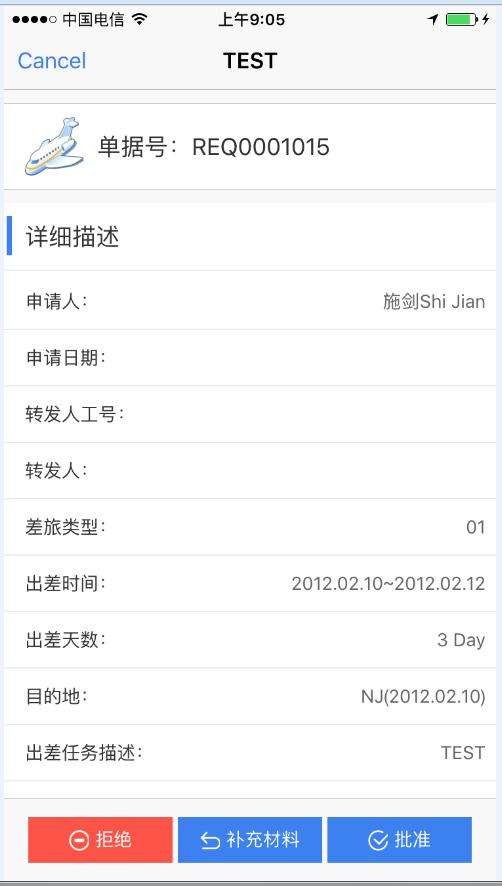 中国电信 上午9:05
Cancel TEST
单据号：REQ0001015
详细描述
申请人： 施剑Shi Jian
申请日期：
转发人工号：
转发人：
差旅类型： 01
出差时间： 2012.02.10~2012.02.12
出差天数： 3 Day
目的地： NJ(2012.02.10)
出差任务描述： TEST
拒绝 补充材料 批准